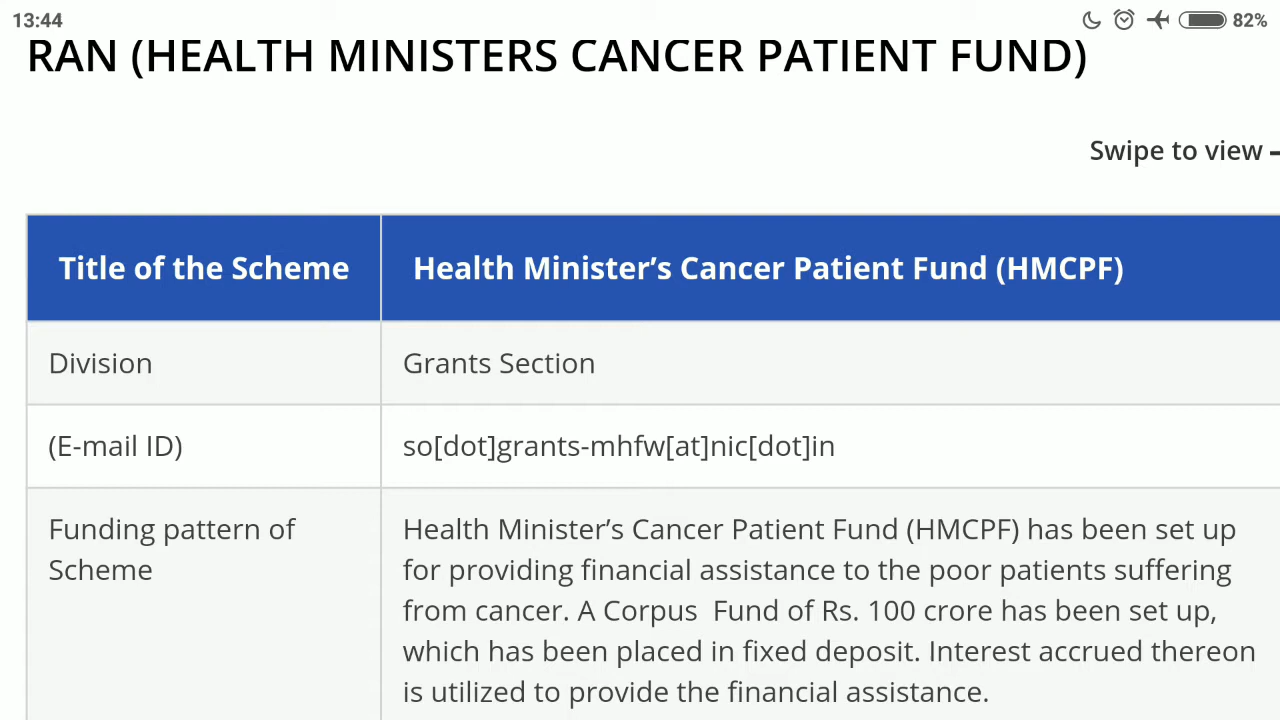 13:44
82%
RAN (HEALTH MINISTERS CANCER PATIENT FUND)
Swipe to view
Title of the Scheme
Health Minister’s Cancer Patient Fund (HMCPF)
Division
Grants Section
(E-mail ID)
so[dot]grants-mhfw[at]nic[dot]in
Funding pattern of
Scheme
Health Minister’s Cancer Patient Fund (HMCPF) has been set up
for providing financial assistance to the poor patients suffering
from cancer. A Corpus  Fund of Rs. 100 crore has been set up,
which has been placed in fixed deposit. Interest accrued thereon
is utilized to provide the financial assistance.